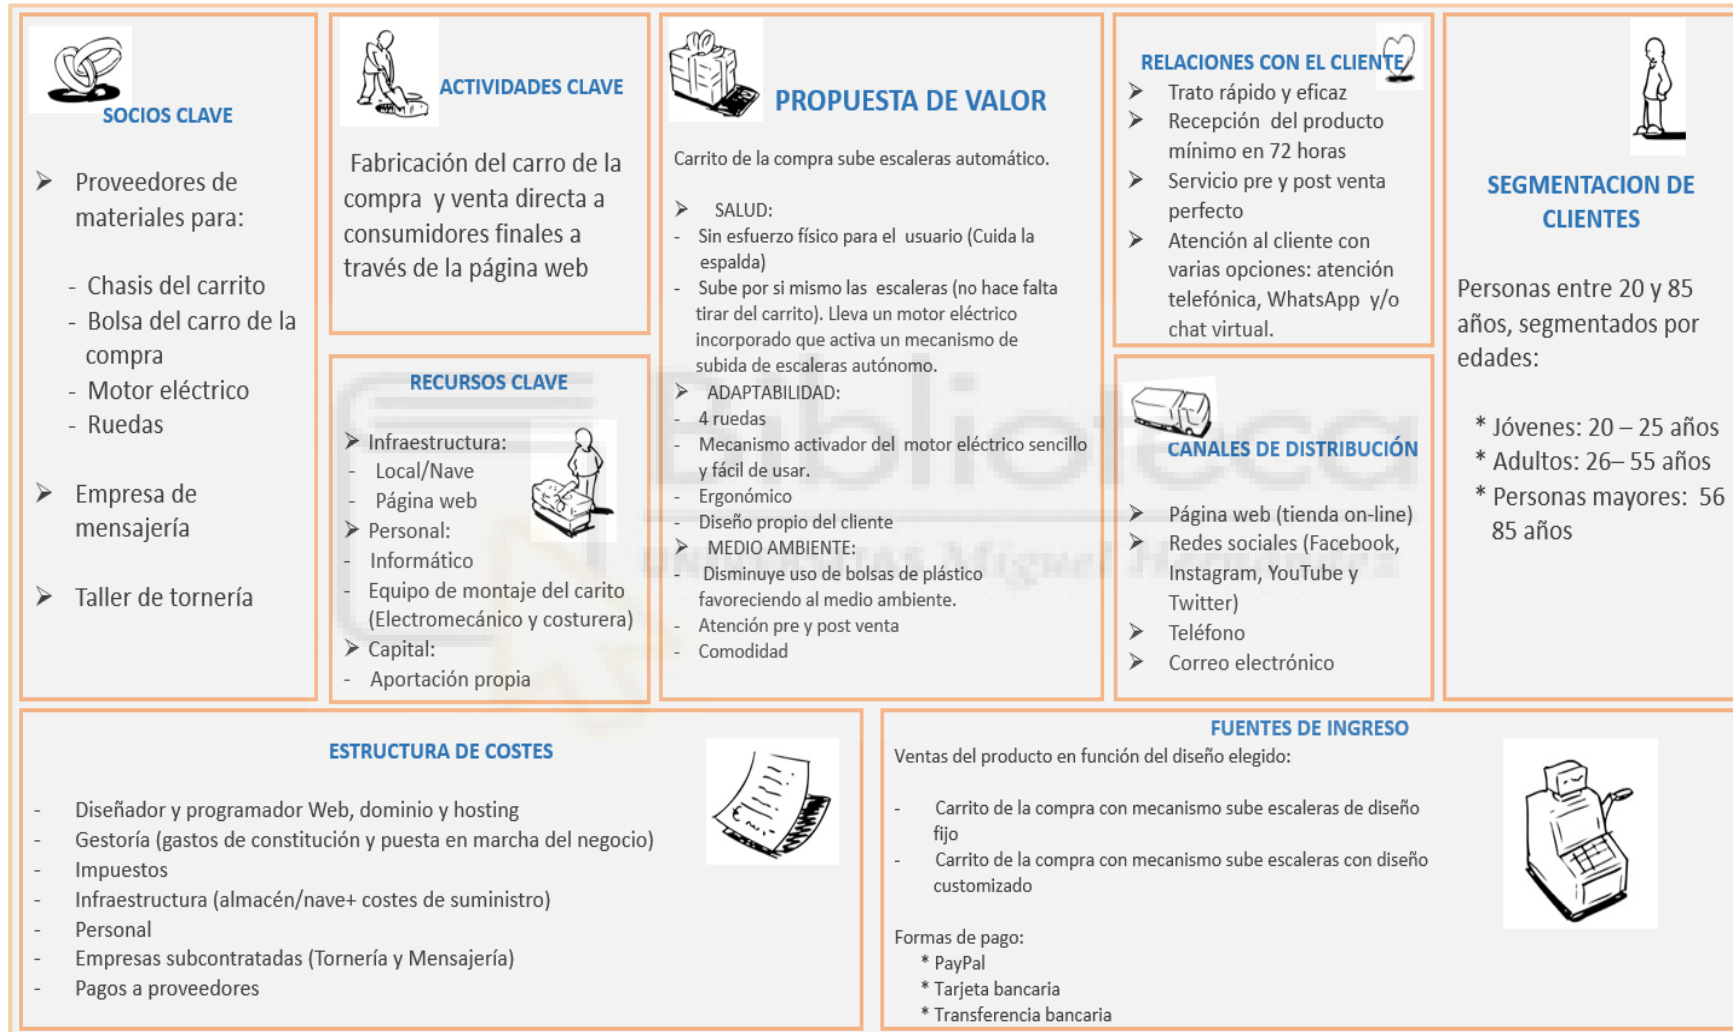 SOCIOS CLAVE
➤ Proveedores de
materiales para:
- Chasis del carrito
- Bolsa del carro de la
compra
- Motor eléctrico
- Ruedas
➤ Empresa de
mensajería
➤ Taller de tornería
ACTIVIDADES CLAVE
Fabricación del carro de la
compra y venta directa a
consumidores finales a
través de la página web
RECURSOS CLAVE
➤ Infraestructura:
- Local/Nave
- Página web
➤ Personal:
- Informático
- Equipo de montaje del carito
(Electromecánico y costurera)
➤ Capital:
- Aportación propia
PROPUESTA DE VALOR
Carrito de la compra sube escaleras automático.
➤ SALUD:
- Sin esfuerzo físico para el usuario (Cuida la
espalda)
- Sube por si mismo las escaleras (no hace falta
tirar del carrito). Lleva un motor eléctrico
incorporado que activa un mecanismo de
subida de escaleras autónomo.
➤ ADAPTABILIDAD:
- 4 ruedas
- Mecanismo activador del motor eléctrico sencillo
y fácil de usar.
- Ergonómico
- Diseño propio del cliente
➤ MEDIO AMBIENTE:
- Disminuye uso de bolsas de plástico
favoreciendo al medio ambiente.
- Atención pre y post venta
- Comodidad
RELACIONES CON EL CLIENTE
➤ Trato rápido y eficaz
➤ Recepción del producto
mínimo en 72 horas
➤ Servicio pre y post venta
perfecto
➤ Atención al cliente con
varias opciones: atención
telefónica, WhatsApp y/o
chat virtual.
CANALES DE DISTRIBUCIÓN
➤ Página web (tienda on-line)
➤ Redes sociales (Facebook,
Instagram, YouTube y
Twitter)
➤ Teléfono
➤ Correo electrónico
SEGMENTACION DE
CLIENTES
Personas entre 20 y 85
años, segmentados por
edades:
* Jóvenes: 20 – 25 años
* Adultos: 26– 55 años
* Personas mayores: 56
85 años
Biblioteca
UNIVERSITAS Miguel Hernández
ESTRUCTURA DE COSTES
- Diseñador y programador Web, dominio y hosting
- Gestoría (gastos de constitución y puesta en marcha del negocio)
- Impuestos
- Infraestructura (almacén/nave+ costes de suministro)
- Personal
- Empresas subcontratadas (Tornería y Mensajería)
- Pagos a proveedores
FUENTES DE INGRESO
Ventas del producto en función del diseño elegido:
- Carrito de la compra con mecanismo sube escaleras de diseño
fijo
- Carrito de la compra con mecanismo sube escaleras con diseño
customizado
Formas de pago:
* PayPal
* Tarjeta bancaria
* Transferencia bancaria